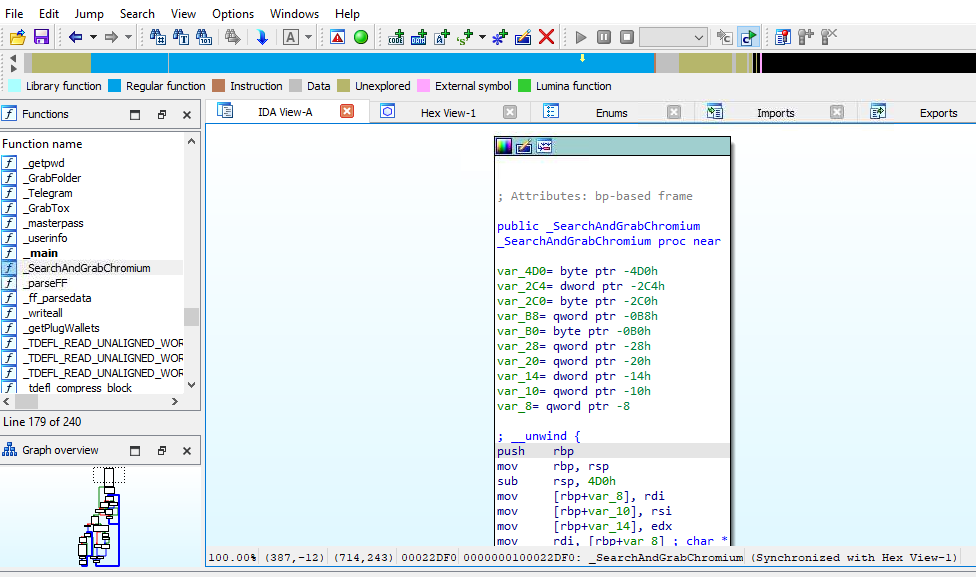 File Edit Jump Search View Options Windows Help
Library function Regular function Instruction Data Unexplored External symbol Lumina function
Functions
IDA View-A Hex View-1 Enums Imports Exports
Function name
_getpwd
_GrabFolder
_Telegram
_GrabTox
_masterpass
_userinfo
_main
_SearchAndGrabChromium
_parseFF
_ff_parsedata
_writeall
_getPlugWallets
_TDEFL_READ_UNALIGNED_WOR
_TDEFL_READ_UNALIGNED_WOR
_TDEFL_READ_UNALIGNED_WOR
_tdefl_compress_block
Line 179 of 240
Graph overview
; Attributes: bp-based frame
public _SearchAndGrabChromium
_SearchAndGrabChromium proc near
var_4D0= byte ptr -4D0h
var_2C4= dword ptr -2C4h
var_2C0= byte ptr -2C0h
var_B8= qword ptr -0B8h
var_B0= byte ptr -0B0h
var_28= qword ptr -28h
var_20= qword ptr -20h
var_14= dword ptr -14h
var_10= qword ptr -10h
var_8= qword ptr -8
; __unwind {
push rbp
mov rbp, rsp
sub rsp, 4D0h
mov [rbp+var_8], rdi
mov [rbp+var_10], rsi
mov [rbp+var_14], edx
mov rdi, [rbp+var_8] ; char *
100.00% (387,-12) (714,243) 00022DF0 0000000100022DF0: _SearchAndGrabChromium (Synchronized with Hex View-1)